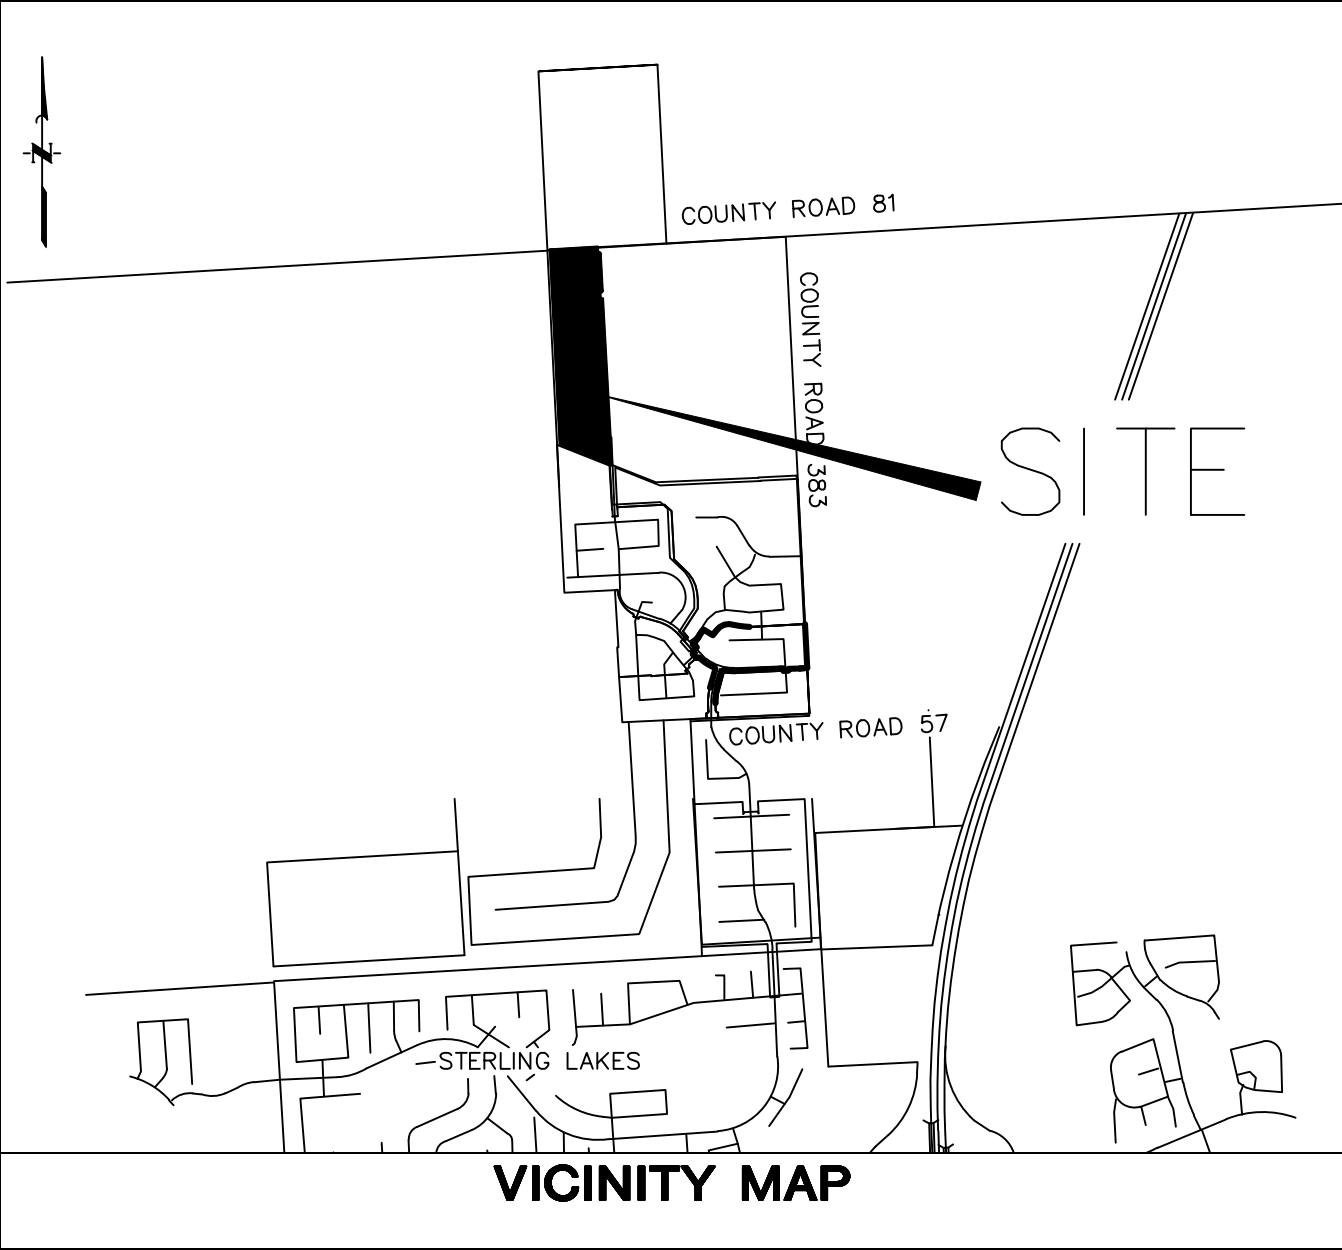 N
COUNTY ROAD 81
COUNTY ROAD 383
SITE
COUNTY ROAD 57
STERLING LAKES
VICINITY MAP